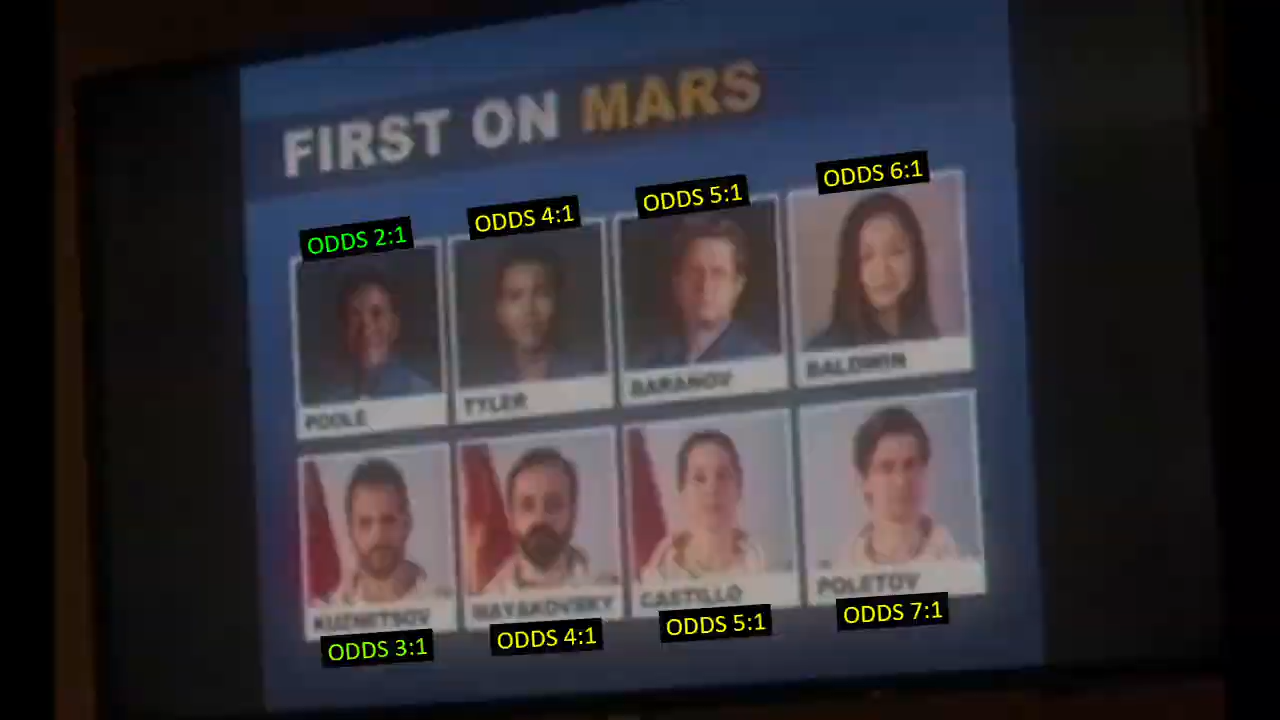 FIRST ON MARS
ODDS 2:1
ODDS 4:1
ODDS 5:1
ODDS 6:1
POOLE
TYLER
BARANOV
BALDWIN
KUZNETSOV
MAYAKOVSKY
CASTILLO
POLETOV
ODDS 3:1
ODDS 4:1
ODDS 5:1
ODDS 7:1